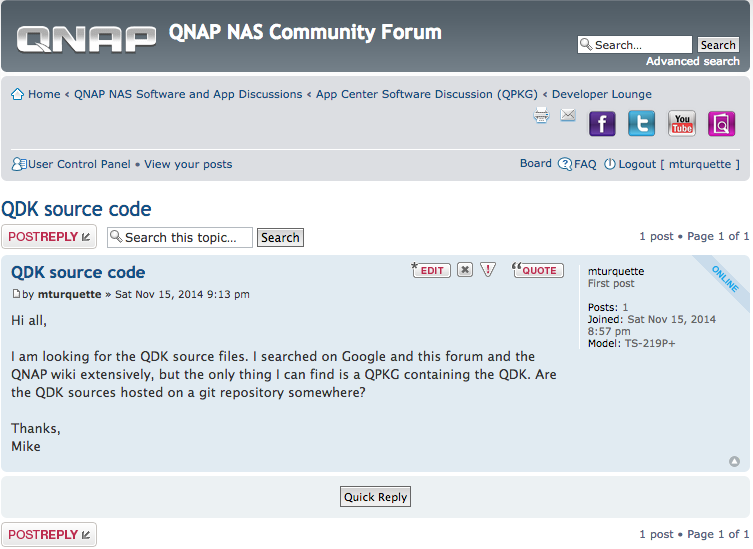 QNAP
QNAP NAS Community Forum
Search... Search
Advanced search
Home ‹ QNAP NAS Software and App Discussions ‹ App Center Software Discussion (QPKG) ‹ Developer Lounge
f t You Tube
User Control Panel • View your posts
Board FAQ Logout [ mturquette ]
QDK source code
POSTREPLY Search this topic... Search
1 post • Page 1 of 1
QDK source code
* EDIT ! “ QUOTE
by mturquette » Sat Nov 15, 2014 9:13 pm
Hi all,
I am looking for the QDK source files. I searched on Google and this forum and the
QNAP wiki extensively, but the only thing I can find is a QPKG containing the QDK. Are
the QDK sources hosted on a git repository somewhere?
Thanks,
Mike
mturquette
First post
ONLINE
Posts: 1
Joined: Sat Nov 15, 2014
8:57 pm
Model: TS-219P+
Quick Reply
POSTREPLY
1 post • Page 1 of 1